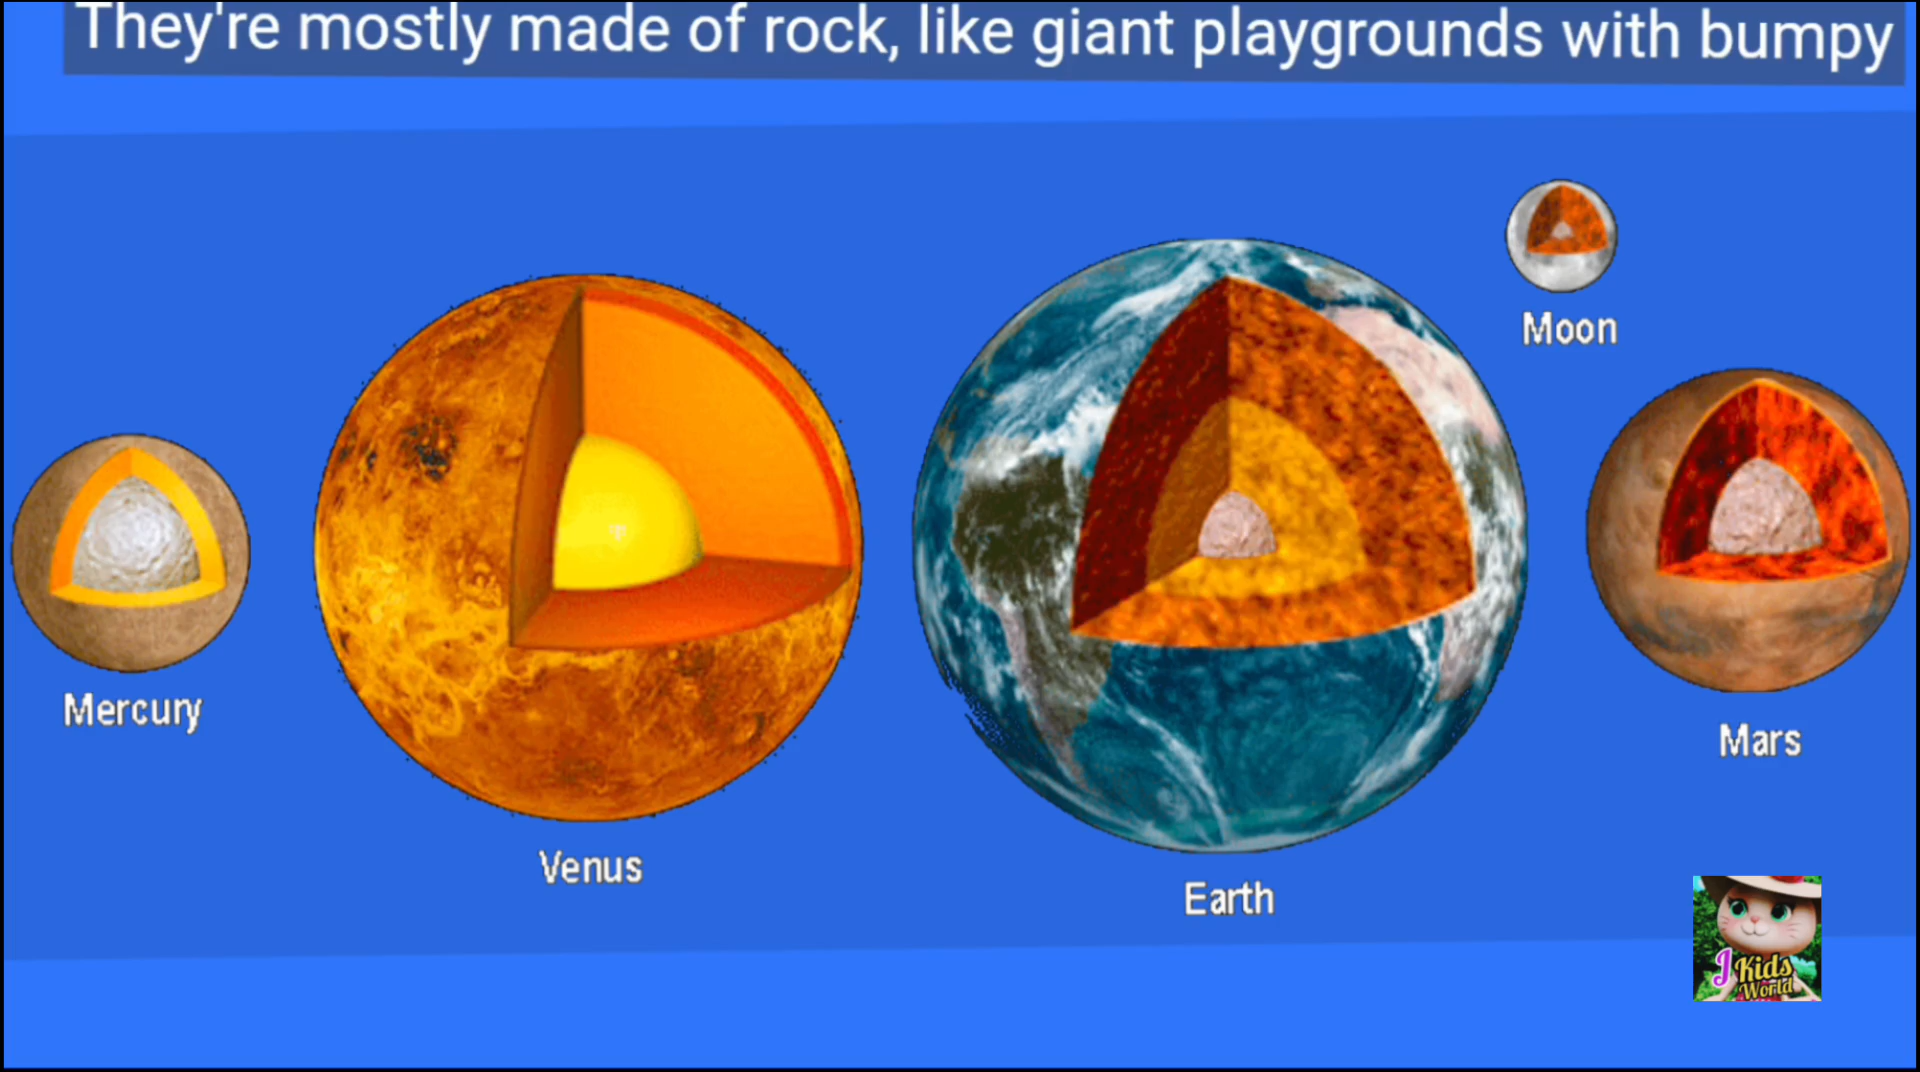 They're mostly made of rock, like giant playgrounds with bumpy
Moon
Mercury
Mars
Venus
Earth
J Kids
World